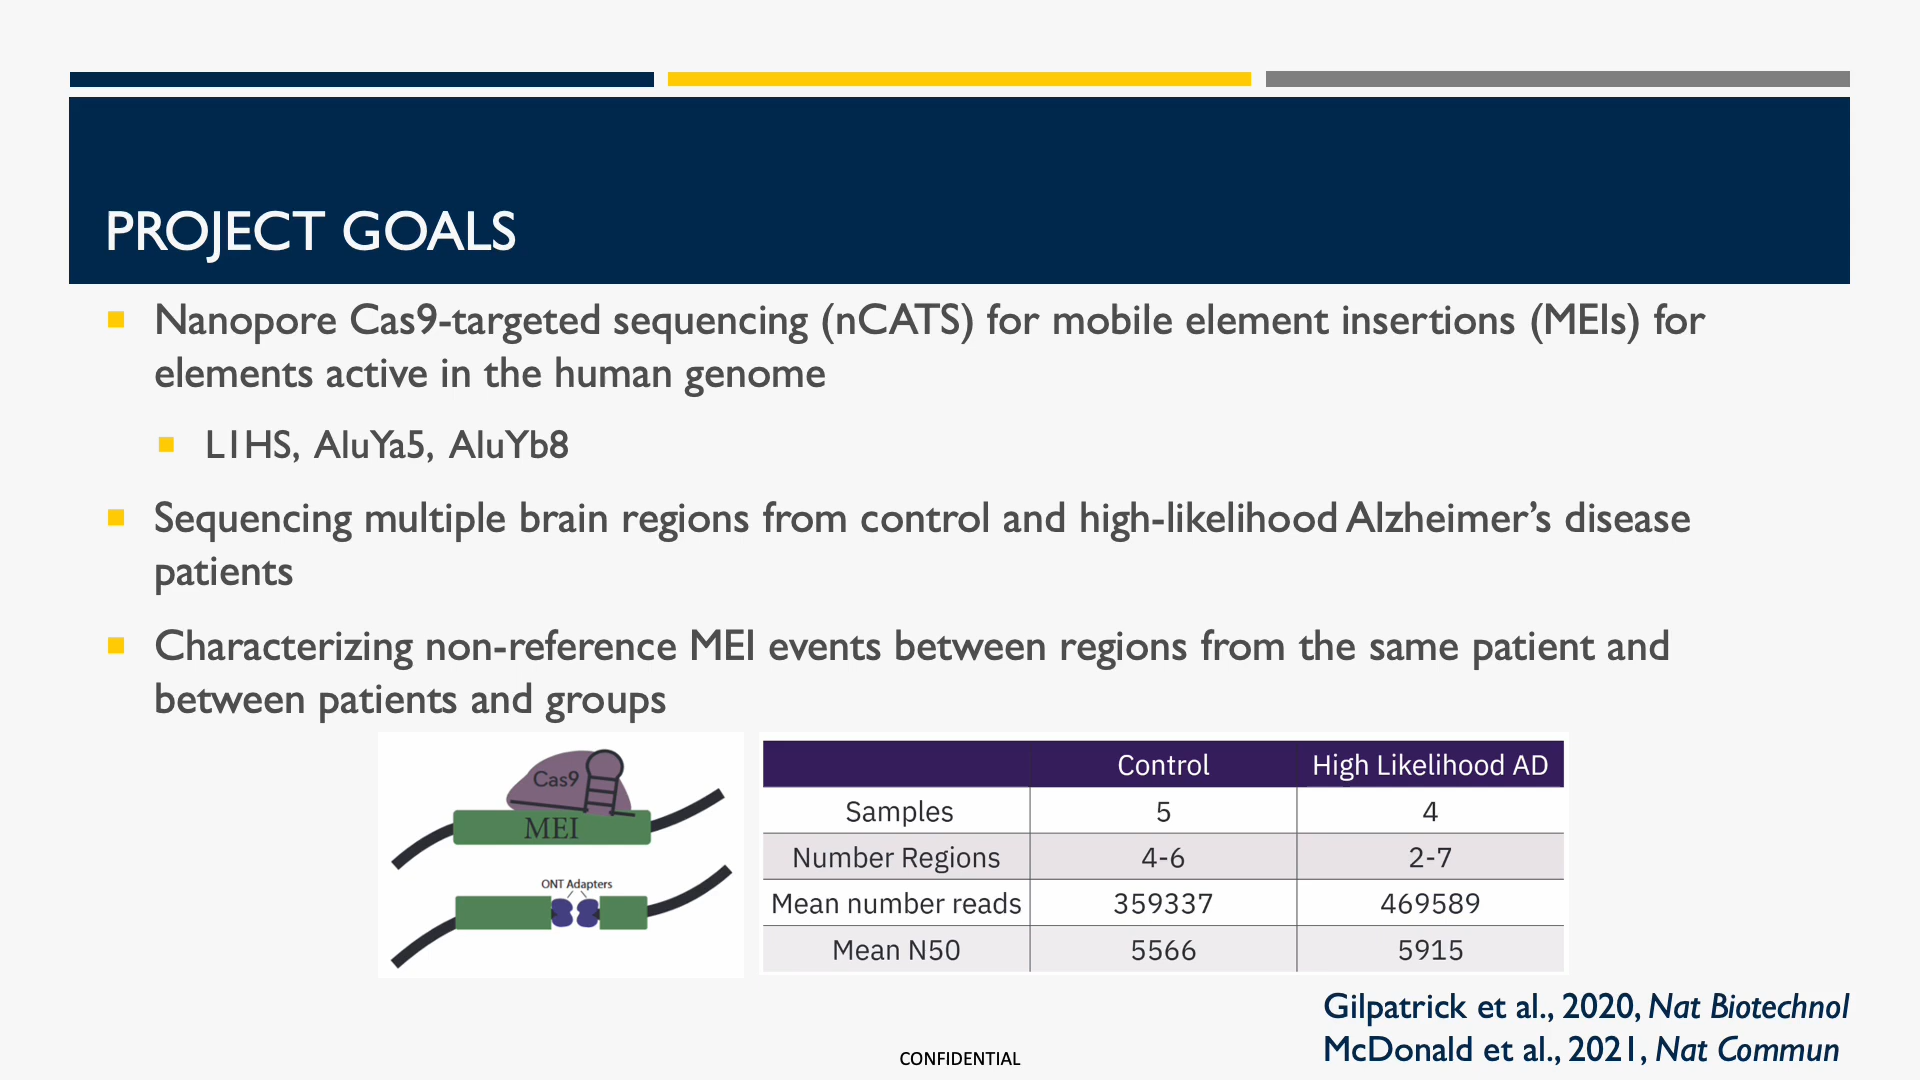 PROJECT GOALS
Nanopore Cas9-targeted sequencing (nCATS) for mobile element insertions (MEIs) for
elements active in the human genome
L1HS, AluYa5, AluYb8
Sequencing multiple brain regions from control and high-likelihood Alzheimer’s disease
patients
Characterizing non-reference MEI events between regions from the same patient and
between patients and groups
Cas9
MEI
ONT Adapters
Control High Likelihood AD
Samples 5 4
Number Regions 4-6 2-7
Mean number reads 359337 469589
Mean N50 5566 5915
Gilpatrick et al., 2020, Nat Biotechnol
McDonald et al., 2021, Nat Commun
CONFIDENTIAL